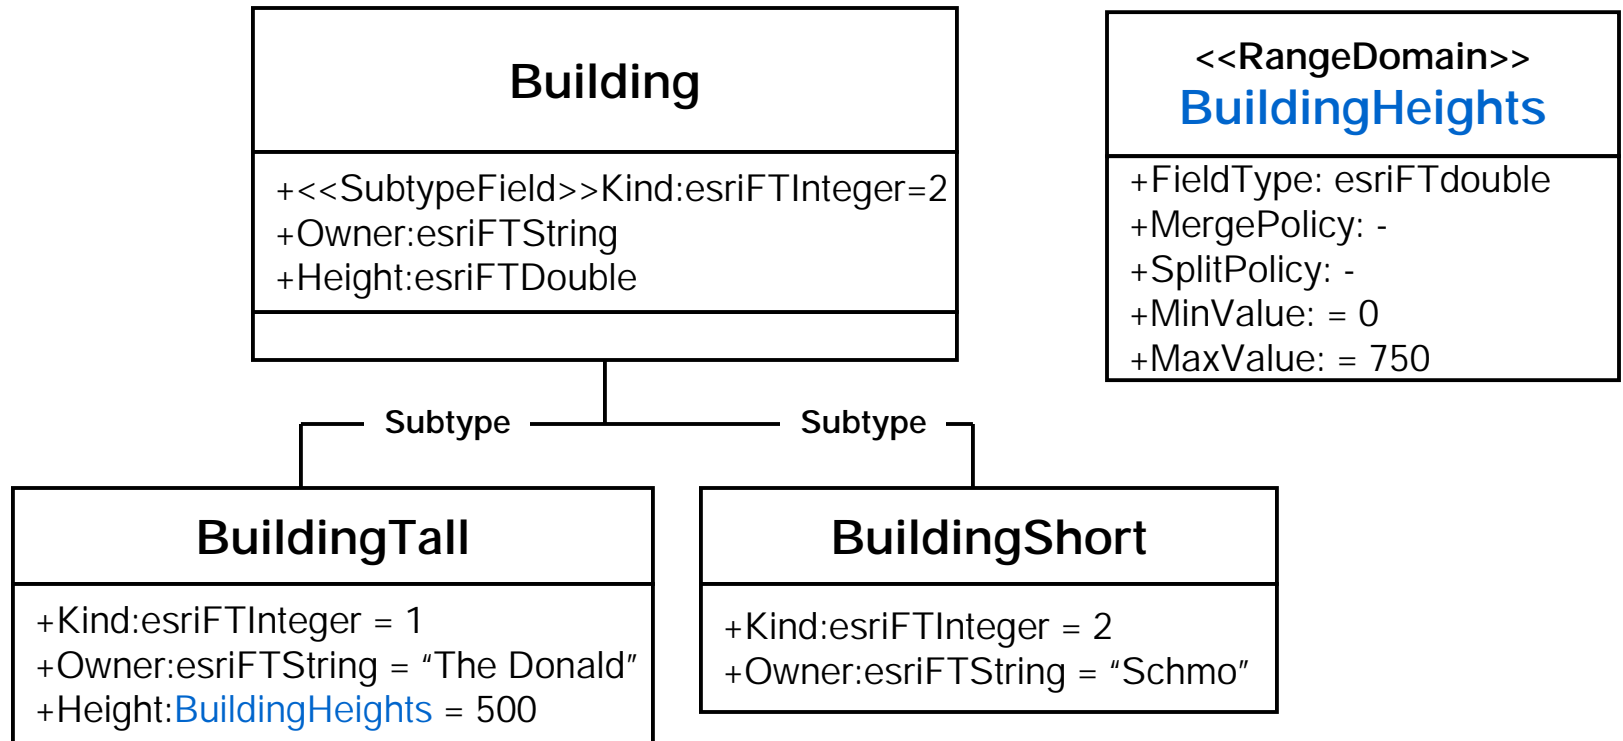 Building
+<<SubtypeField>>Kind:esriFTInteger=2
+Owner:esriFTString
+Height:esriFTDouble
<<RangeDomain>>
BuildingHeights
+FieldType: esriFTdouble
+MergePolicy: -
+SplitPolicy: -
+MinValue: = 0
+MaxValue: = 750
Subtype
Subtype
BuildingTall
+Kind:esriFTInteger = 1
+Owner:esriFTString = “The Donald”
+Height:BuildingHeights = 500
BuildingShort
+Kind:esriFTInteger = 2
+Owner:esriFTString = “Schmo”